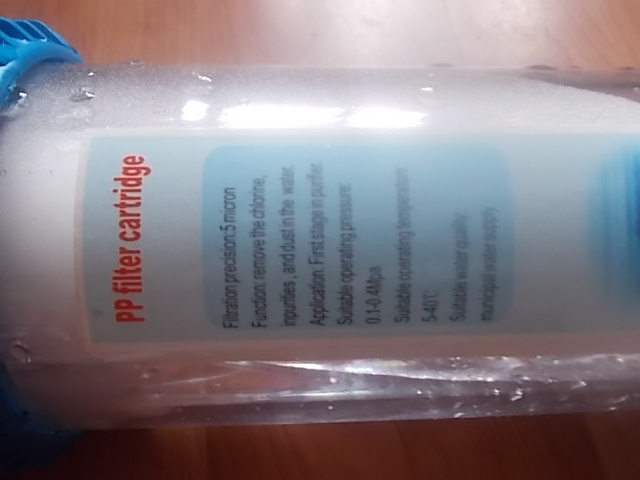 PP filter cartridge
Filtration precision:5 micron
Function: remove the chlorine,
inpurities , and dust in the water.
Application: First stage in purifier.
Suitable operating pressure:
0.1-0.4Mpa
Suitable operating temperature:
5-40℃
Suitable water quality:
municipal water supply